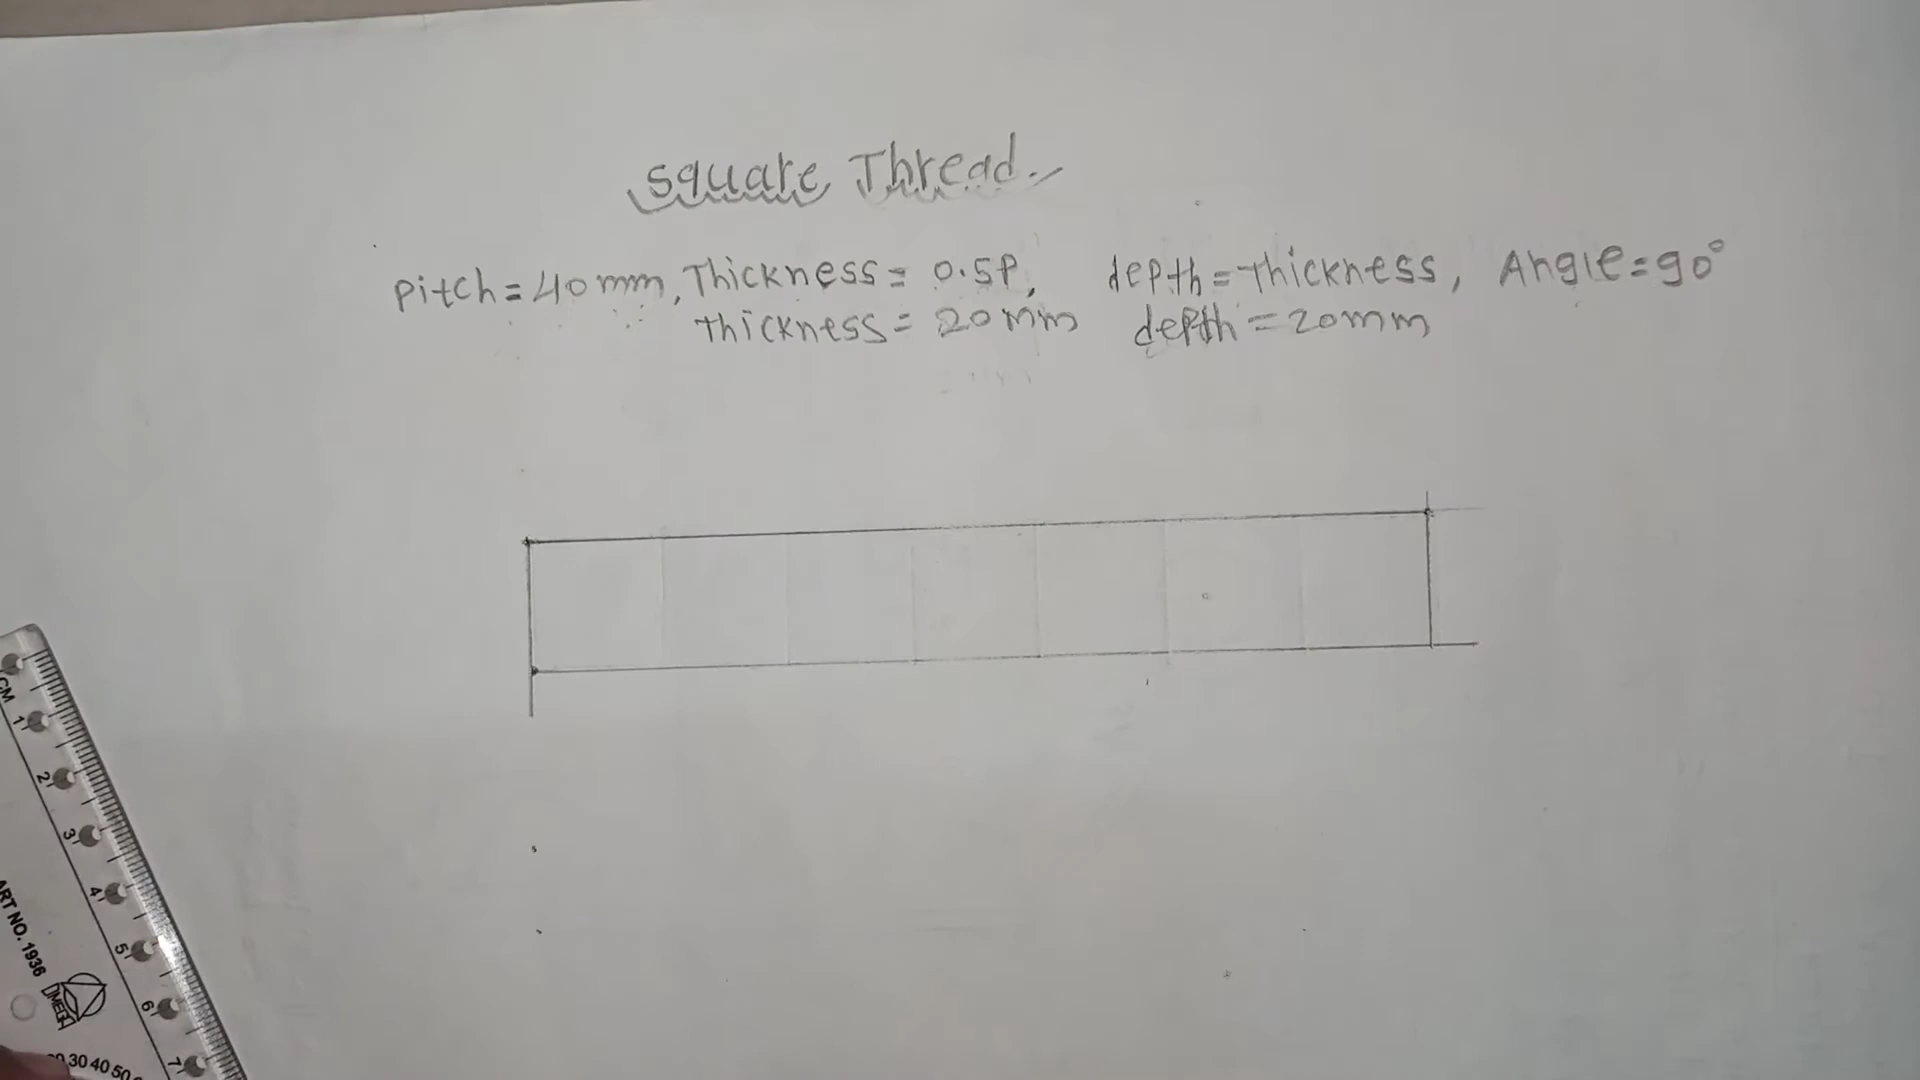 Square Thread.
Pitch = 40mm, Thickness = 0.5P, depth = Thickness, Angle = 90°
Thickness = 20mm depth = 20mm
CM 1 2 3 4 5 6 7
ART NO. 1936
OMEGA
30 40 50